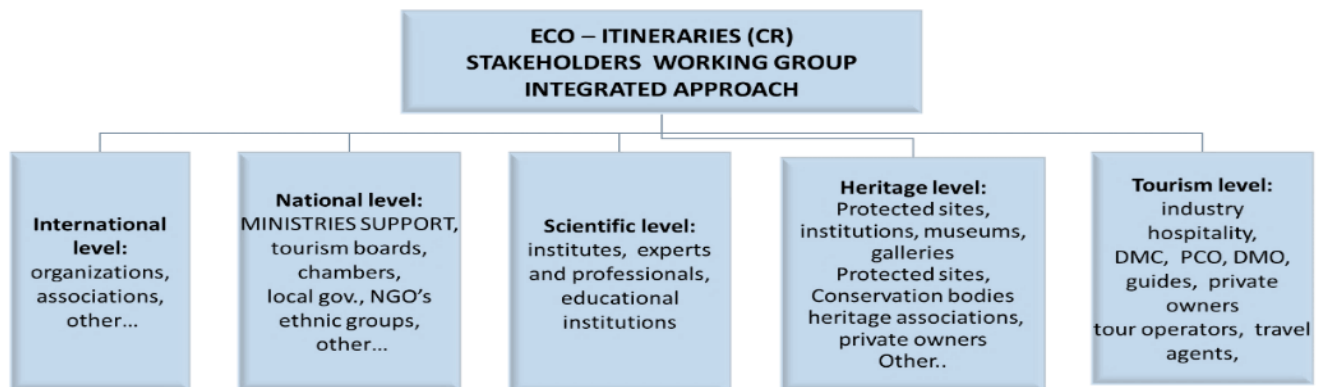 ECO – ITINERARIES (CR)
STAKEHOLDERS WORKING GROUP
INTEGRATED APPROACH
International
level:
organizations,
associations,
other...
National level:
MINISTRIES SUPPORT,
tourism boards,
chambers,
local gov., NGO's
ethnic groups,
other...
Scientific level:
institutes, experts
and professionals,
educational
institutions
Heritage level:
Protected sites,
institutions, museums,
galleries
Protected sites,
Conservation bodies
heritage associations,
private owners
Other..
Tourism level:
industry
hospitality,
DMC, PCO, DMO,
guides, private
owners
tour operators, travel
agents,